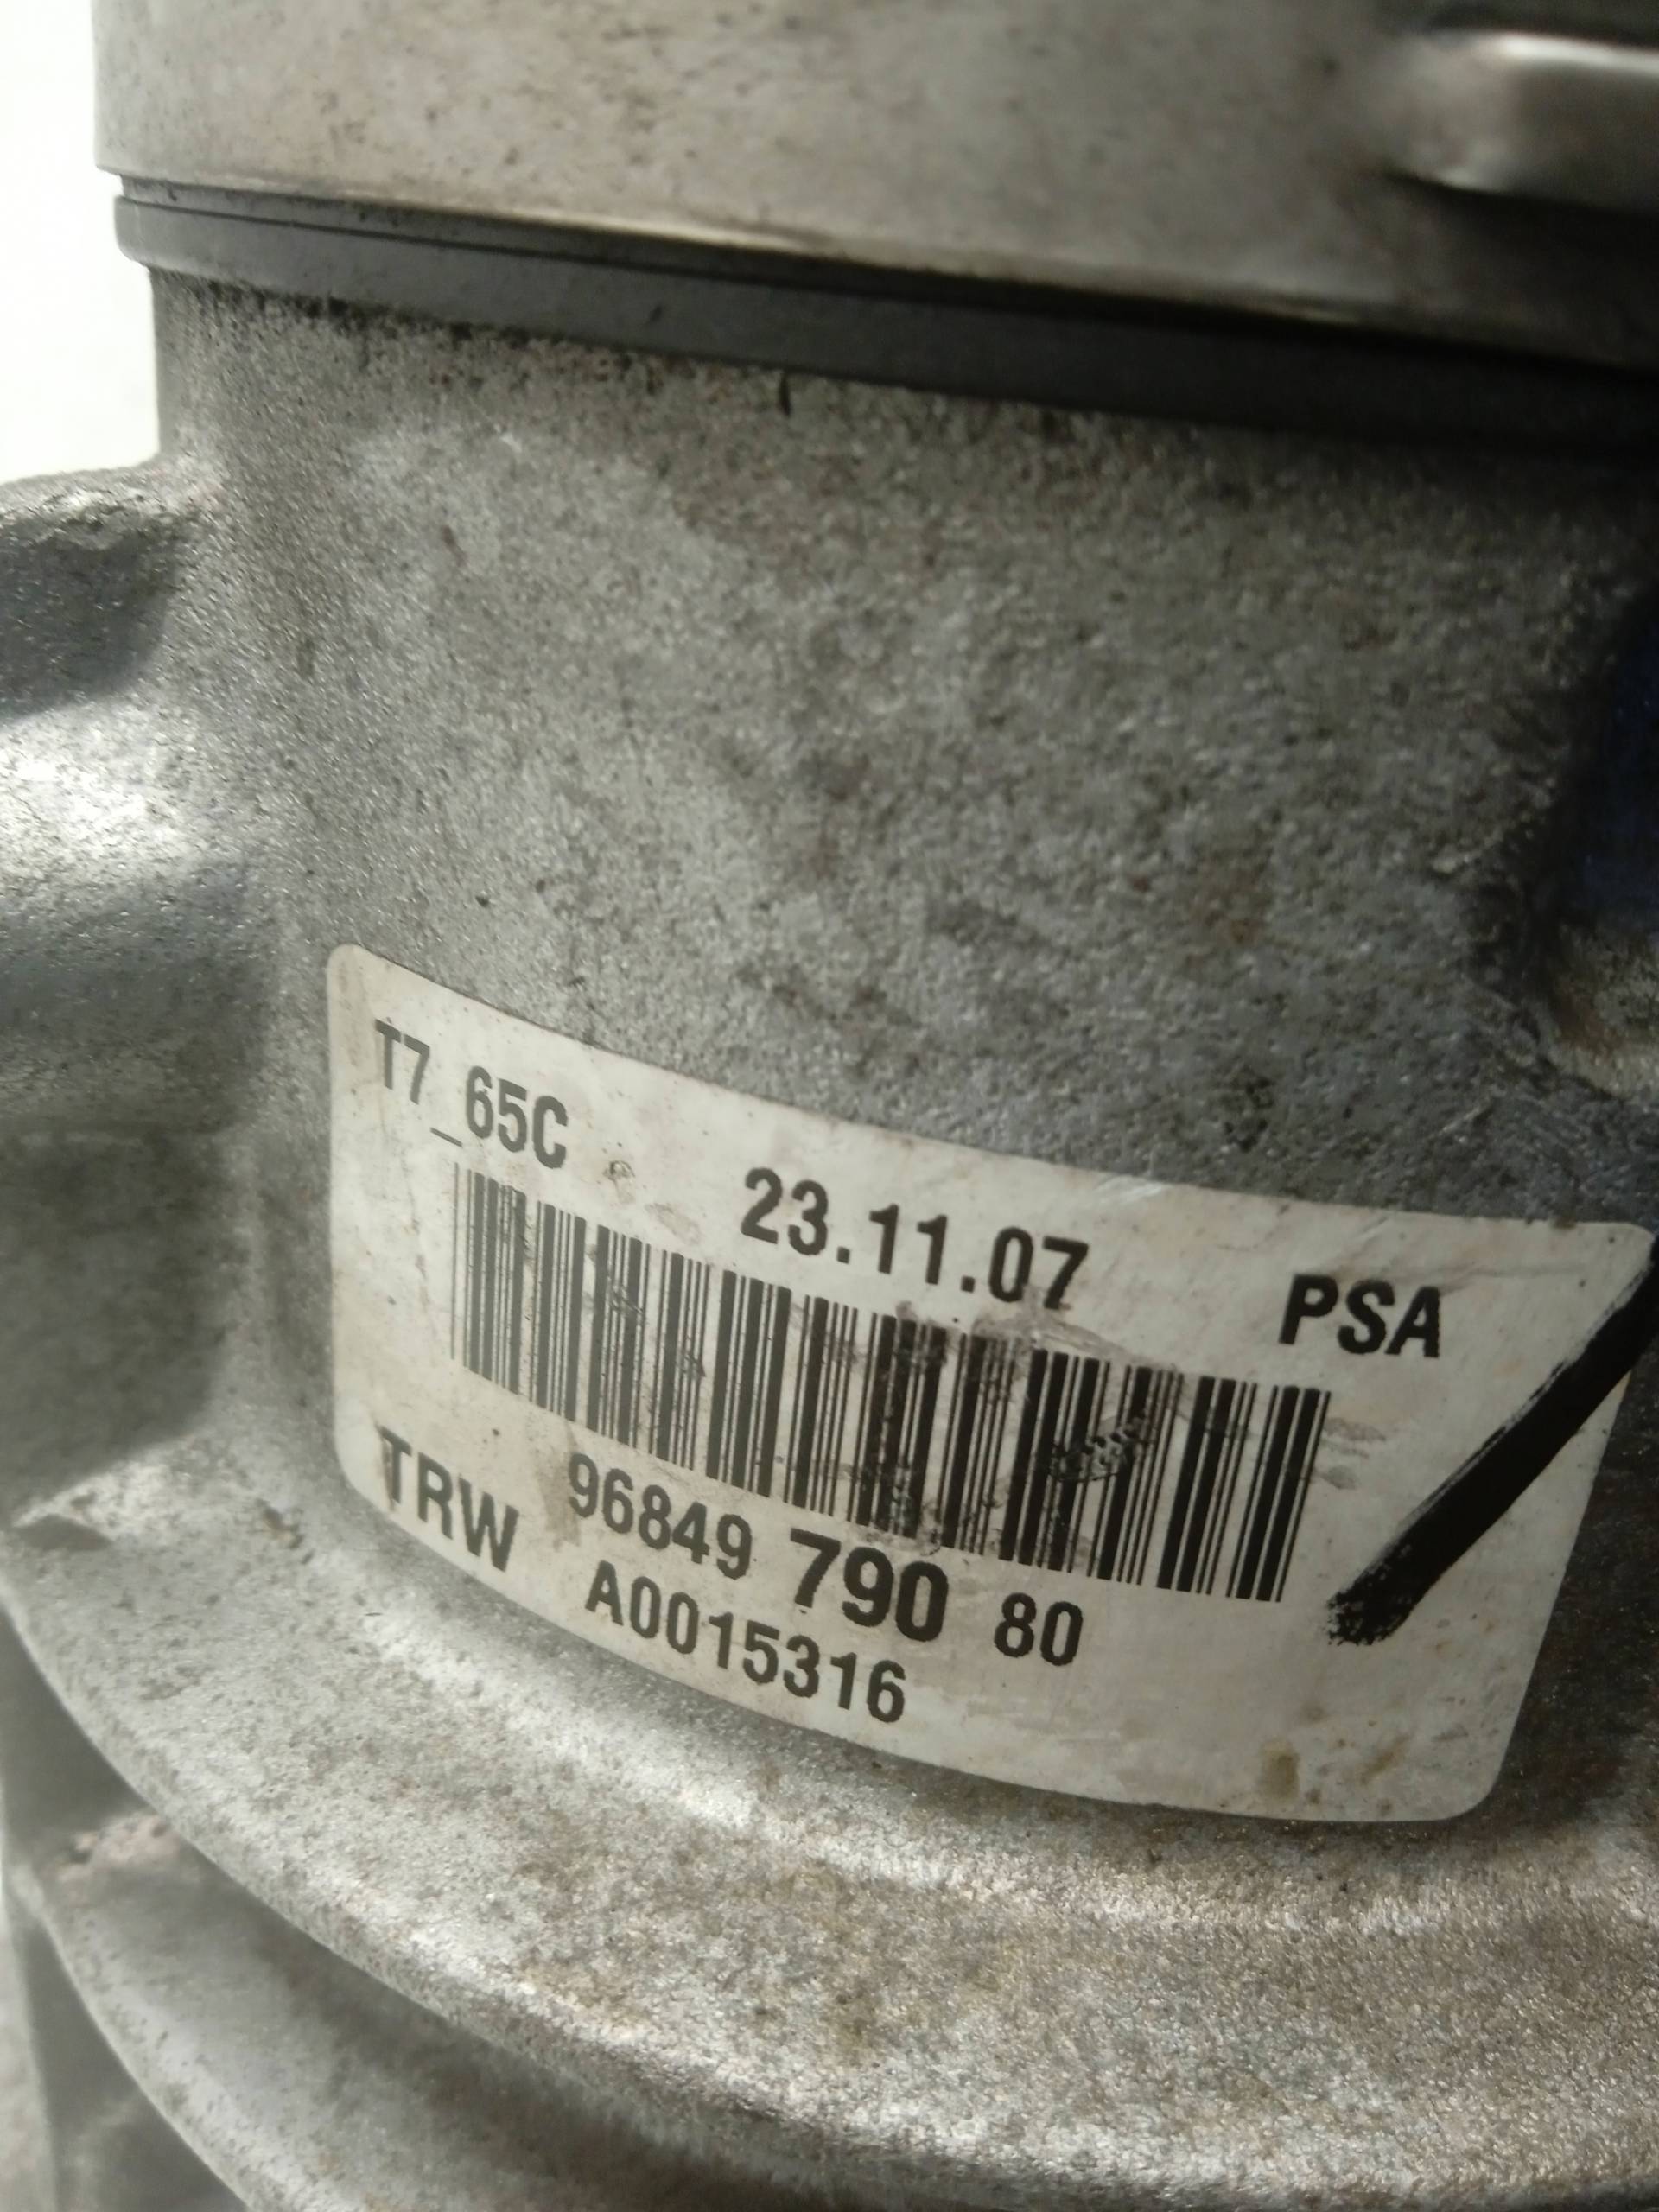 T7_65C 23.11.07 PSA
96849 790 80
TRW A0015316